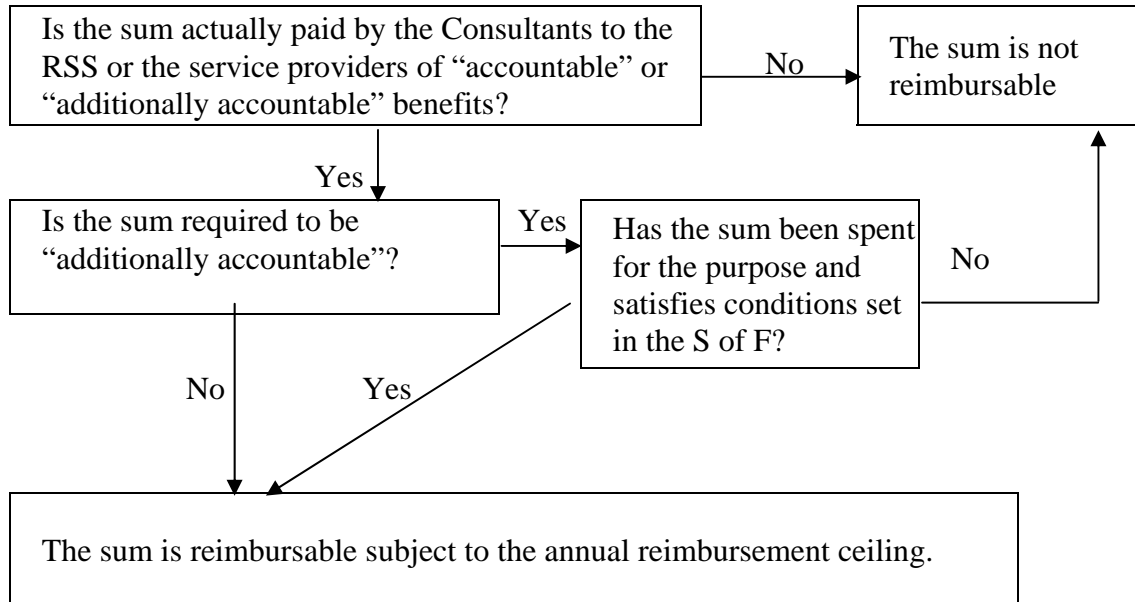 Is the sum actually paid by the Consultants to the
RSS or the service providers of “accountable” or
“additionally accountable” benefits?
No
The sum is not
reimbursable
Yes
Is the sum required to be
“additionally accountable”?
Yes
Has the sum been spent
for the purpose and
satisfies conditions set
in the S of F?
No
No
Yes
The sum is reimbursable subject to the annual reimbursement ceiling.